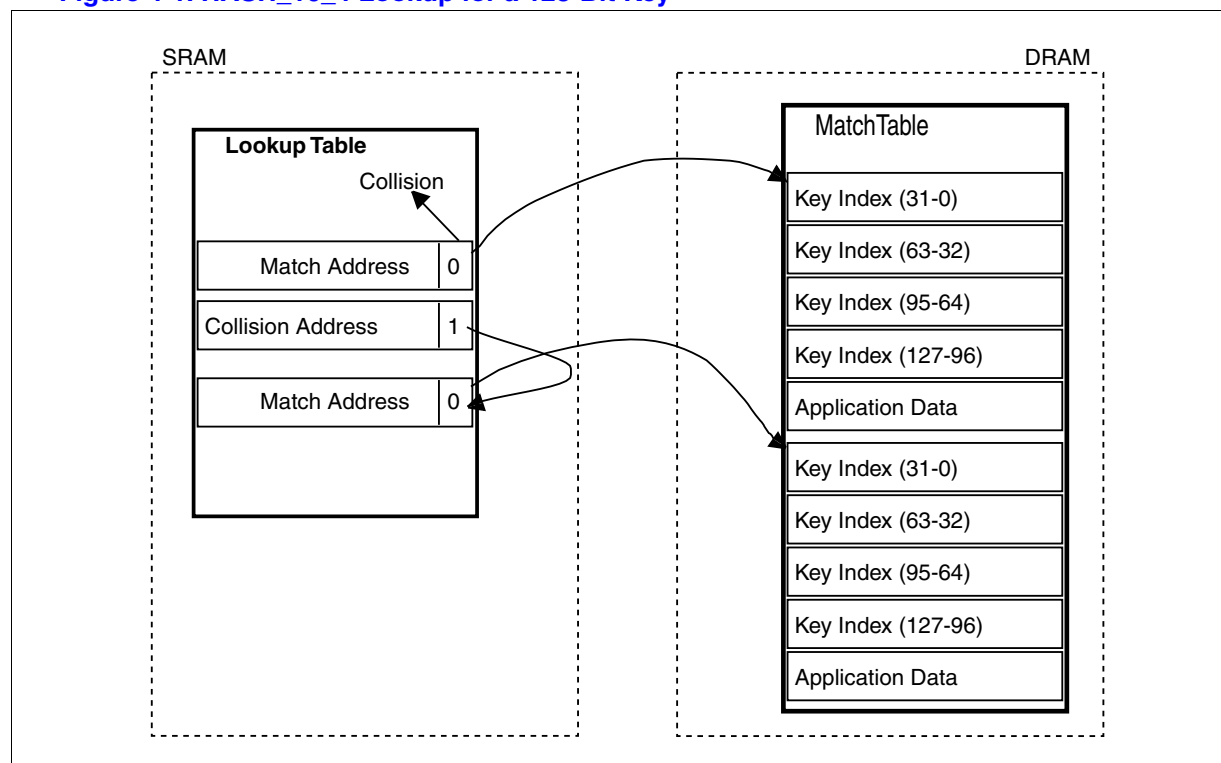 SRAM
DRAM
Lookup Table
Collision
Match Address 0
Collision Address 1
Match Address 0
MatchTable
Key Index (31-0)
Key Index (63-32)
Key Index (95-64)
Key Index (127-96)
Application Data
Key Index (31-0)
Key Index (63-32)
Key Index (95-64)
Key Index (127-96)
Application Data